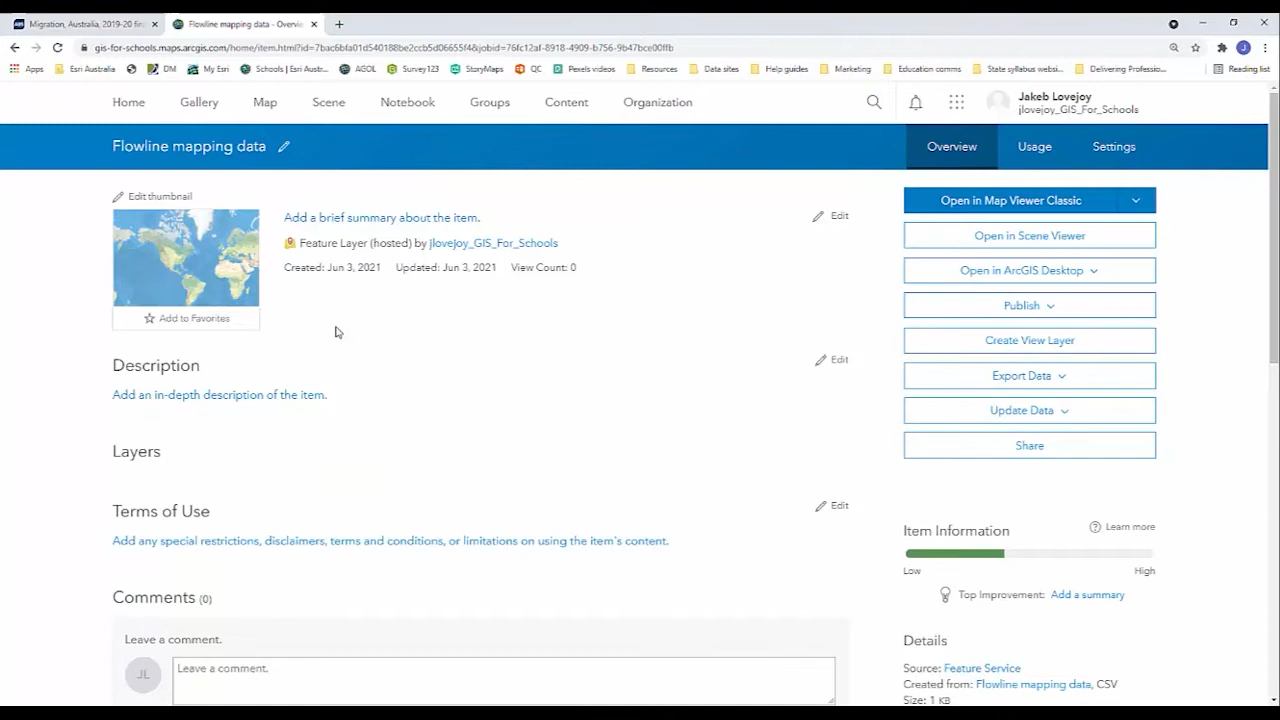 Migration, Australia, 2019-20 fin
Flowline mapping data - Overvie
gis-for-schools.maps.arcgis.com/home/item.html?id=7bac6bfa01d540188be2ccb5d06655f4&jobid=76fc12af-8918-4909-b756-9b47bce00ffb
Apps Esri Australia DM My Esri Schools | Esri Austr... AGOL Survey123 StoryMaps QC Pexels videos Resources Data sites Help guides Marketing Education comms State syllabus websi... Delivering Professio... Reading list
Home Gallery Map Scene Notebook Groups Content Organization
Jakeb Lovejoy
jlovejoy_GIS_For_Schools
Flowline mapping data
Overview Usage Settings
Edit thumbnail
Add a brief summary about the item.
Edit
Feature Layer (hosted) by jlovejoy_GIS_For_Schools
Created: Jun 3, 2021 Updated: Jun 3, 2021 View Count: 0
Add to Favorites
Description
Edit
Add an in-depth description of the item.
Layers
Terms of Use
Edit
Add any special restrictions, disclaimers, terms and conditions, or limitations on using the item's content.
Comments (0)
Leave a comment.
JL
Leave a comment.
Open in Map Viewer Classic
Open in Scene Viewer
Open in ArcGIS Desktop
Publish
Create View Layer
Export Data
Update Data
Share
Item Information
Learn more
Low High
Top Improvement: Add a summary
Details
Source: Feature Service
Created from: Flowline mapping data, CSV
Size: 1 KB